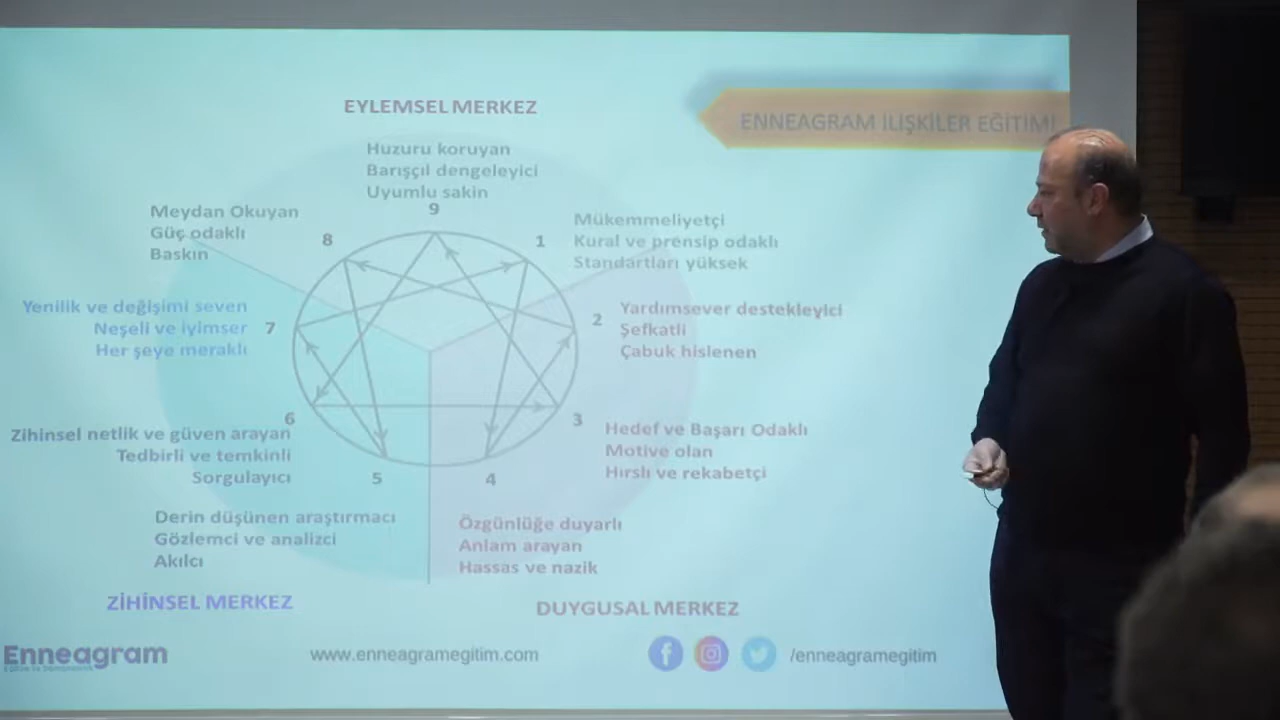 ENNEAGRAM İLİŞKİLER EĞİTİMİ
EYLEMSEL MERKEZ
Huzuru koruyan
Barışçıl dengeleyici
Uyumlu sakin
9
Meydan Okuyan
Güç odaklı
Baskın
8
1
Mükemmeliyetçi
Kural ve prensip odaklı
Standartları yüksek
Yenilik ve değişimi seven
Neşeli ve iyimser
Her şeye meraklı
7
2
Yardımsever destekleyici
Şefkatli
Çabuk hislenen
6
Zihinsel netlik ve güven arayan
Tedbirli ve temkinli
Sorgulayıcı
3
Hedef ve Başarı Odaklı
Motive olan
Hırslı ve rekabetçi
5
Derin düşünen araştırmacı
Gözlemci ve analizci
Akılcı
4
Özgünlüğe duyarlı
Anlam arayan
Hassas ve nazik
ZİHİNSEL MERKEZ
DUYGUSAL MERKEZ
Enneagram
www.enneagramegitim.com
/enneagramegitim